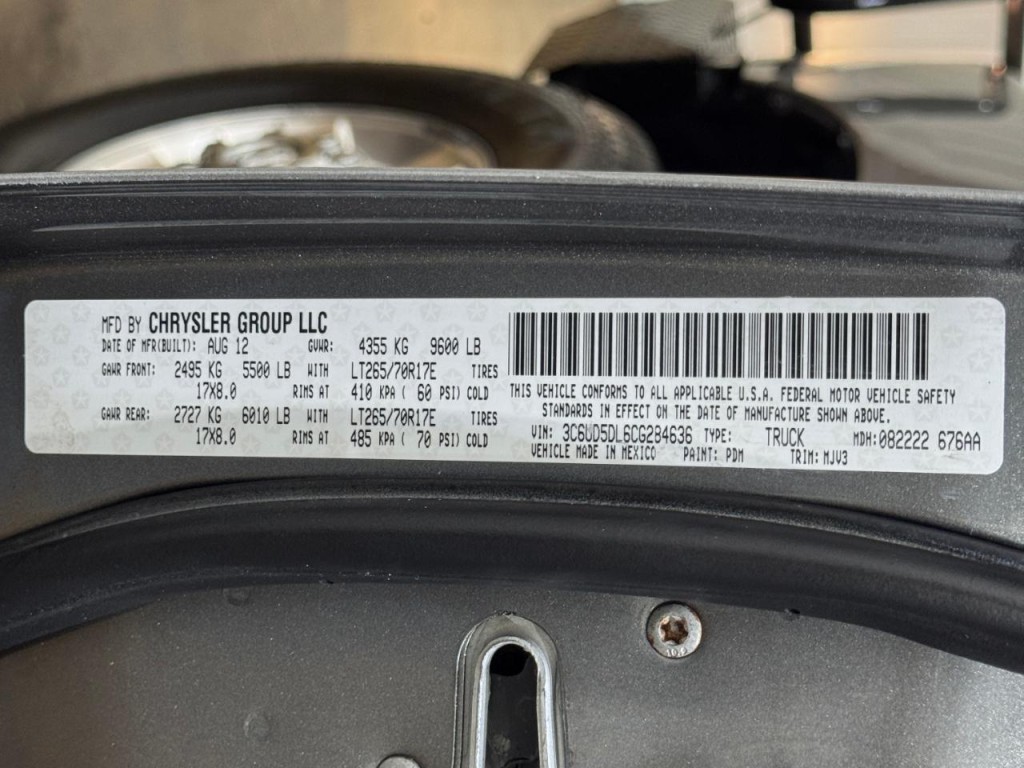 MFD BY CHRYSLER GROUP LLC
DATE OF MFR(BUILT): AUG 12 GVWR: 4355 KG 9600 LB
GAWR FRONT: 2495 KG 5500 LB WITH LT265/70R17E TIRES
17X8.0 RIMS AT 410 KPA ( 60 PSI) COLD
GAWR REAR: 2727 KG 6010 LB WITH LT265/70R17E TIRES
17X8.0 RIMS AT 485 KPA ( 70 PSI) COLD
THIS VEHICLE CONFORMS TO ALL APPLICABLE U.S.A. FEDERAL MOTOR VEHICLE SAFETY
STANDARDS IN EFFECT ON THE DATE OF MANUFACTURE SHOWN ABOVE.
VIN: 3C6UD5DL6CG284636 TYPE: TRUCK MDH:082222 676AA
VEHICLE MADE IN MEXICO PAINT: PDM TRIM: MJV3
10.9